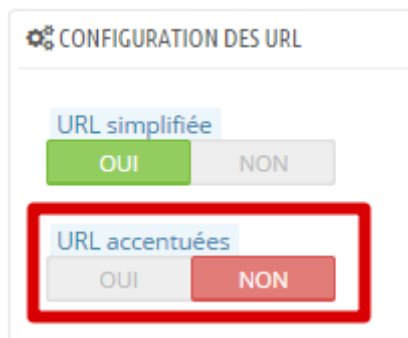 CONFIGURATION DES URL
URL simplifiée
OUI NON
URL accentuées
OUI NON